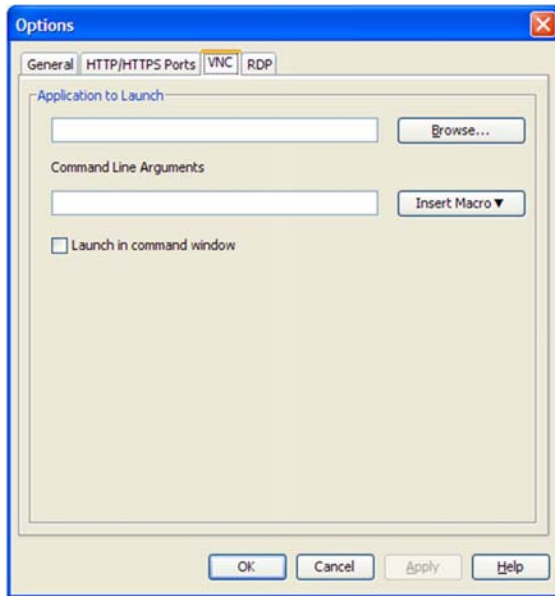 Options
General HTTP/HTTPS Ports VNC RDP
Application to Launch
Browse...
Command Line Arguments
Insert Macro▼
Launch in command window
OK Cancel Apply Help